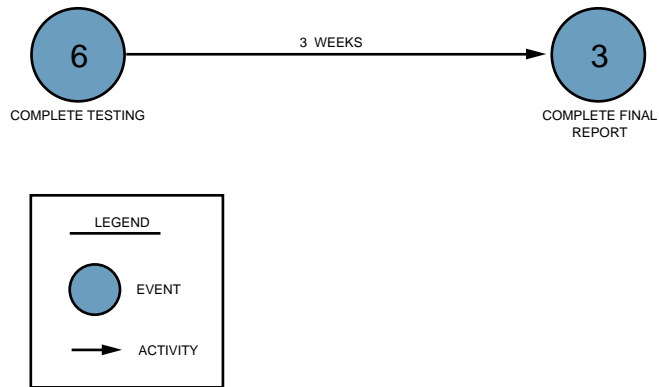 6
3 WEEKS
3
COMPLETE TESTING
COMPLETE FINAL
REPORT
LEGEND
EVENT
ACTIVITY